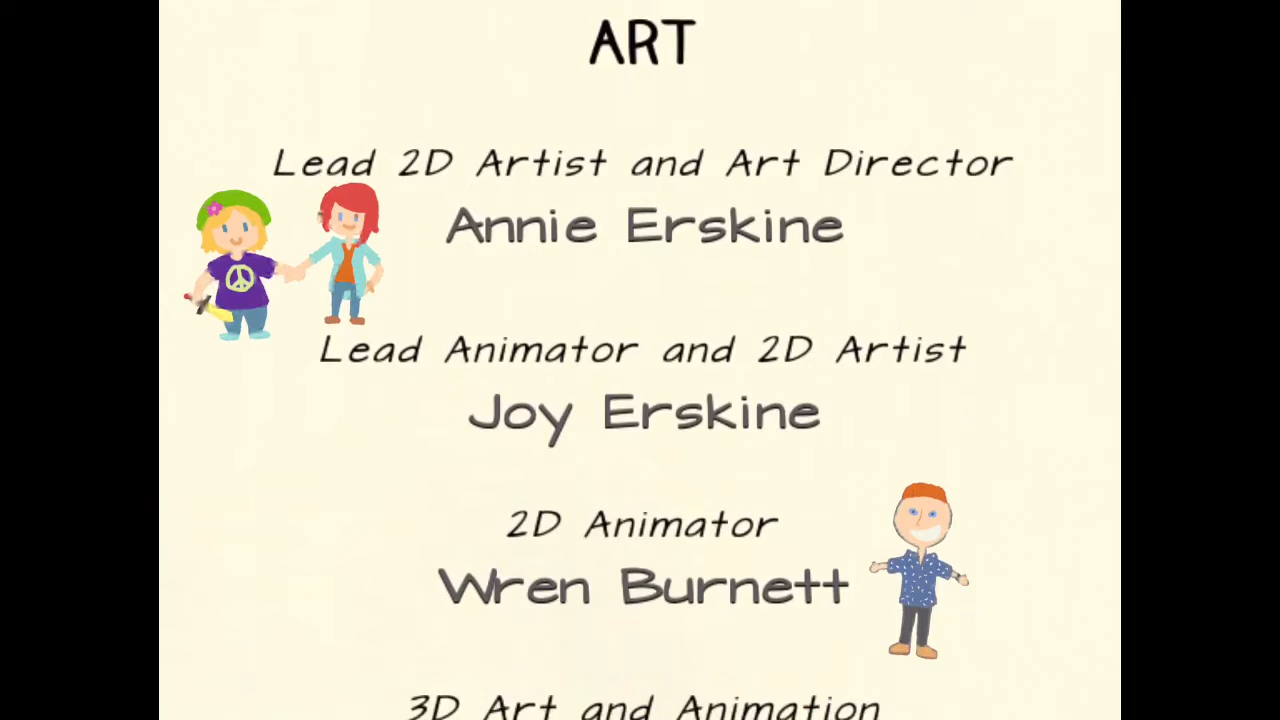 ART
Lead 2D Artist and Art Director
Annie Erskine
Lead Animator and 2D Artist
Joy Erskine
2D Animator
Wren Burnett
3D Art and Animation